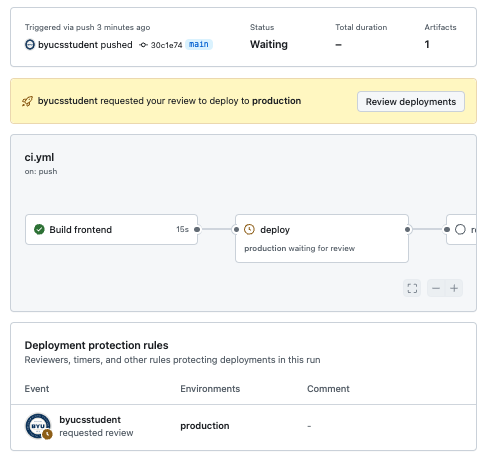 Triggered via push 3 minutes ago
byucsstudent pushed 30c1e74 main
Status
Waiting
Total duration
–
Artifacts
1
byucsstudent requested your review to deploy to production
Review deployments
ci.yml
on: push
Build frontend 15s
deploy
production waiting for review
Deployment protection rules
Reviewers, timers, and other rules protecting deployments in this run
Event Environments Comment
BYU
byucsstudent
requested review
production
-